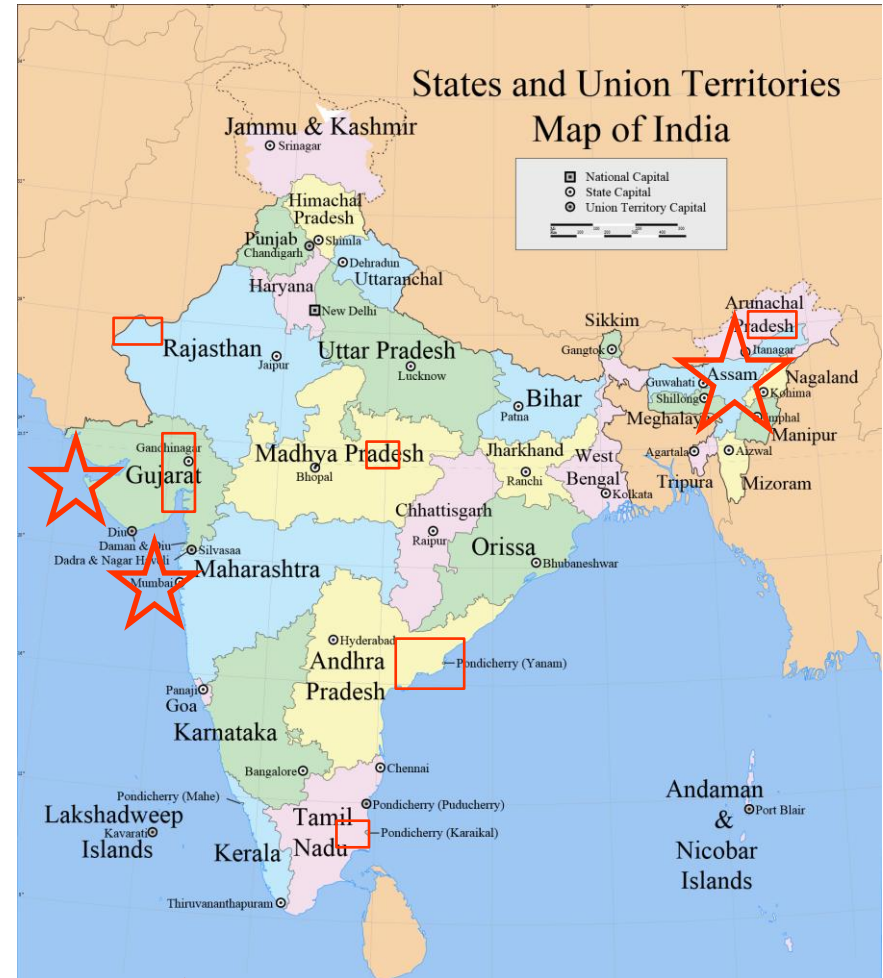 States and Union Territories
Map of India
National Capital
State Capital
Union Territory Capital
Jammu & Kashmir
Srinagar
Himachal
Pradesh
Shimla
Punjab
Chandigarh
Dehradun
Uttaranchal
Haryana
New Delhi
Rajasthan
Jaipur
Uttar Pradesh
Lucknow
Sikkim
Gangtok
Arunachal
Pradesh
Itanagar
Assam
Guwahati
Shillong
Nagaland
Kohima
Meghalaya
Manipur
Bihar
Patna
Agartala
Tripura
Aizwal
Mizoram
Gandhinagar
Gujarat
Madhya Pradesh
Bhopal
Jharkhand
Ranchi
West
Bengal
Kolkata
Chhattisgarh
Raipur
Orissa
Bhubaneshwar
Diu
Daman & Diu
Silvasaa
Dadra & Nagar Haveli
Mumbai
Maharashtra
Hyderabad
Andhra
Pradesh
Pondicherry (Yanam)
Panaji
Goa
Karnataka
Bangalore
Chennai
Pondicherry (Mahe)
Pondicherry (Puducherry)
Lakshadweep
Kavarati
Islands
Kerala
Tamil
Nadu
Pondicherry (Karaikal)
Thiruvananthapuram
Andaman
&
Nicobar
Islands
Port Blair